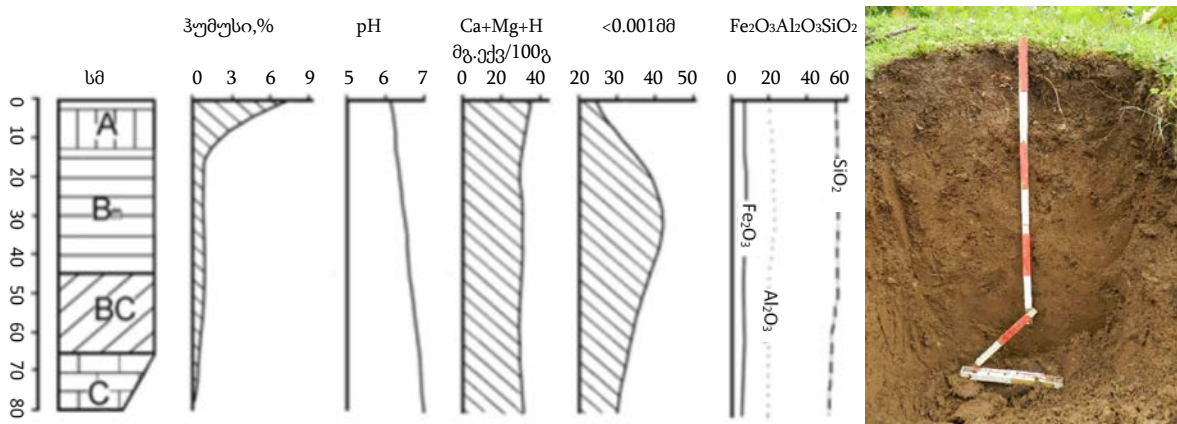 ჰუმუსი,%
pH
Ca+Mg+H
მგ.ექვ/100გ
<0.001მმ
Fe₂O₃Al₂O₃SiO₂
სმ
0 3 6 9
5 6 7
0 20 40
20 30 40 50
0 20 40 60
0
10
20
30
40
50
60
70
80
A
Bm
BC
C
Fe₂O₃
Al₂O₃
SiO₂